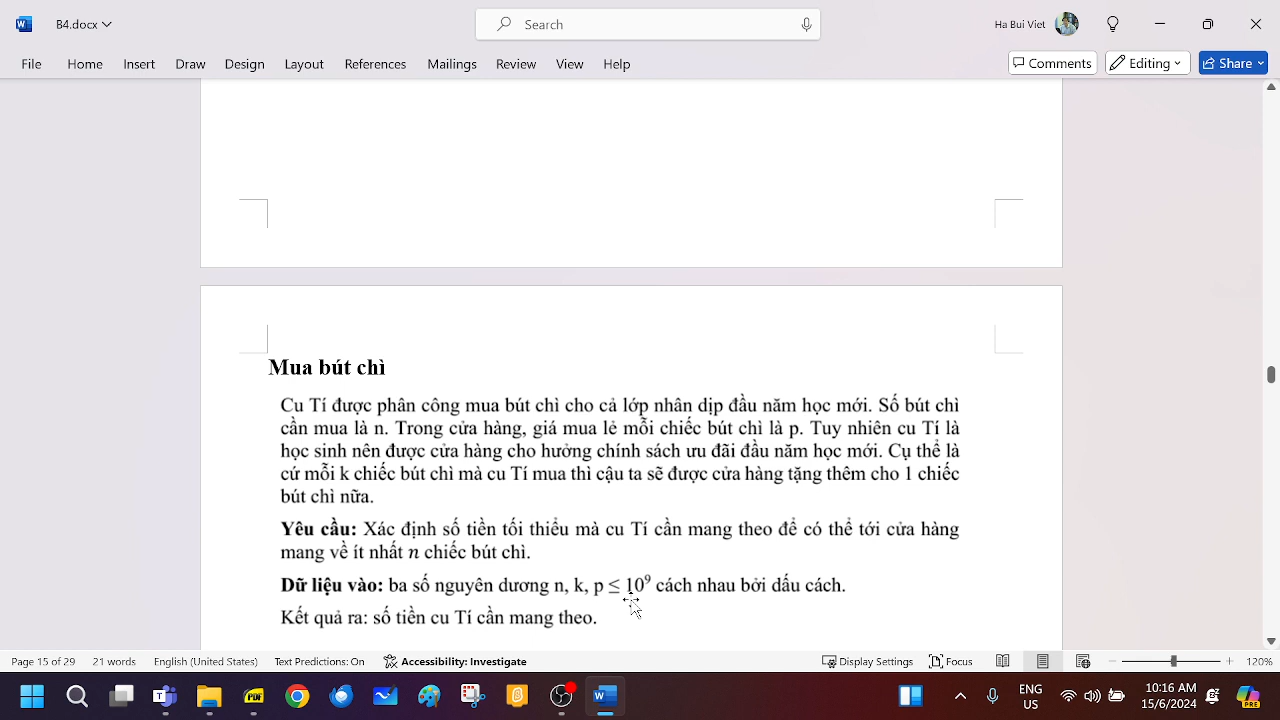 B4.docx
Search
Ha Bui Viet
File Home Insert Draw Design Layout References Mailings Review View Help
Comments Editing Share
Mua bút chì
Cu Tí được phân công mua bút chì cho cả lớp nhân dịp đầu năm học mới. Số bút chì
cần mua là n. Trong cửa hàng, giá mua lẻ mỗi chiếc bút chì là p. Tuy nhiên cu Tí là
học sinh nên được cửa hàng cho hưởng chính sách ưu đãi đầu năm học mới. Cụ thể là
cứ mỗi k chiếc bút chì mà cu Tí mua thì cậu ta sẽ được cửa hàng tặng thêm cho 1 chiếc
bút chì nữa.
Yêu cầu: Xác định số tiền tối thiểu mà cu Tí cần mang theo để có thể tới cửa hàng
mang về ít nhất n chiếc bút chì.
Dữ liệu vào: ba số nguyên dương n, k, p ≤ 10⁹ cách nhau bởi dấu cách.
Kết quả ra: số tiền cu Tí cần mang theo.
Page 15 of 29 21 words English (United States) Text Predictions: On Accessibility: Investigate Display Settings Focus 120%
PDF
ENG
US
10:16 AM
15/6/2024
PRE